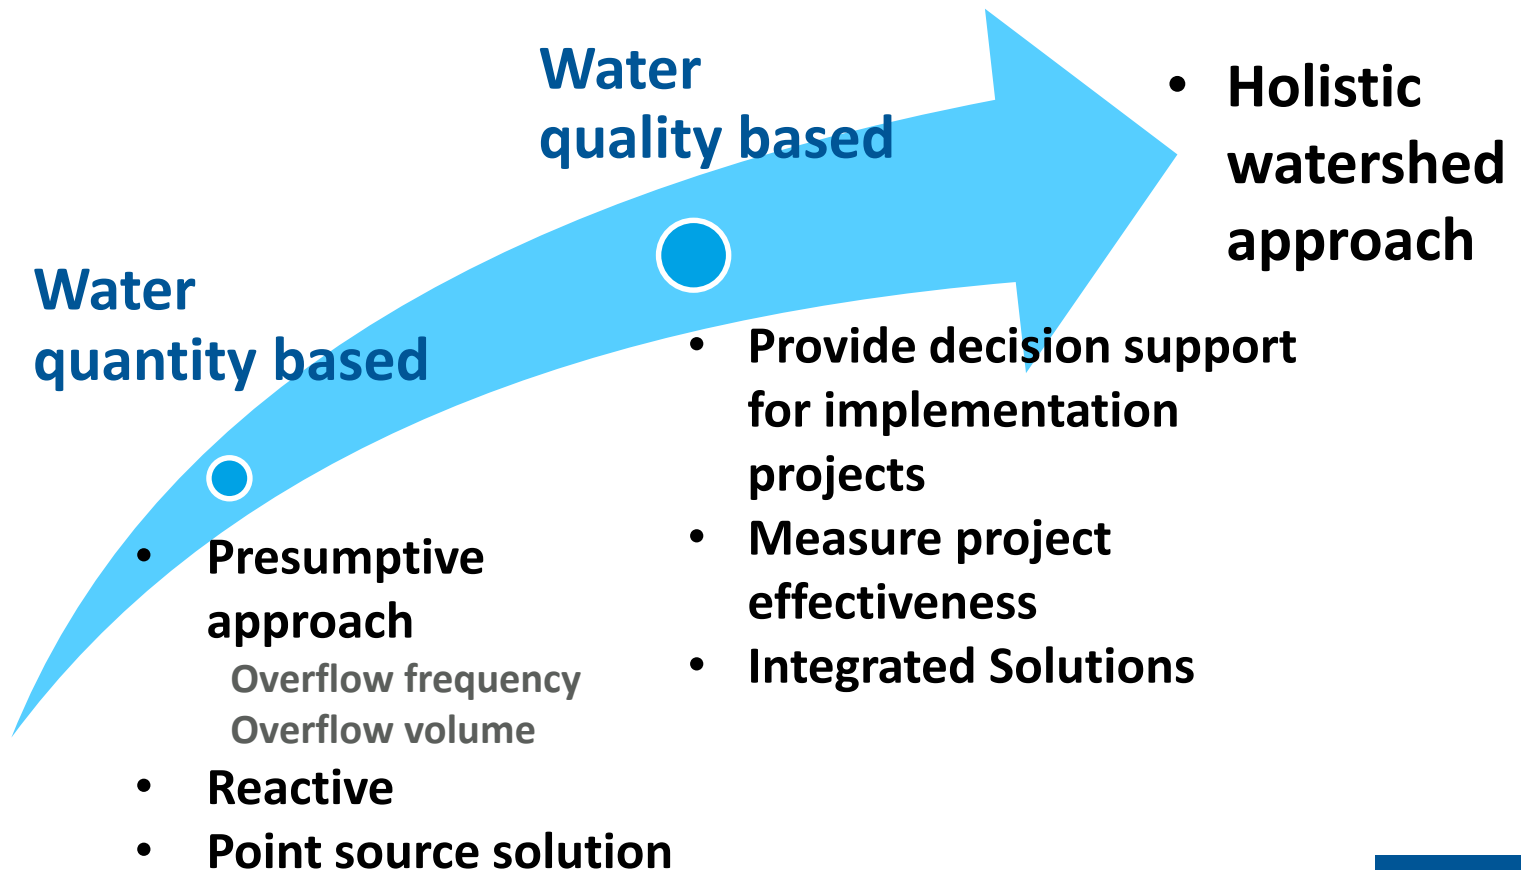 Water
quantity based
• Presumptive
approach
Overflow frequency
Overflow volume
• Reactive
• Point source solution
Water
quality based
• Provide decision support
for implementation
projects
• Measure project
effectiveness
• Integrated Solutions
• Holistic
watershed
approach